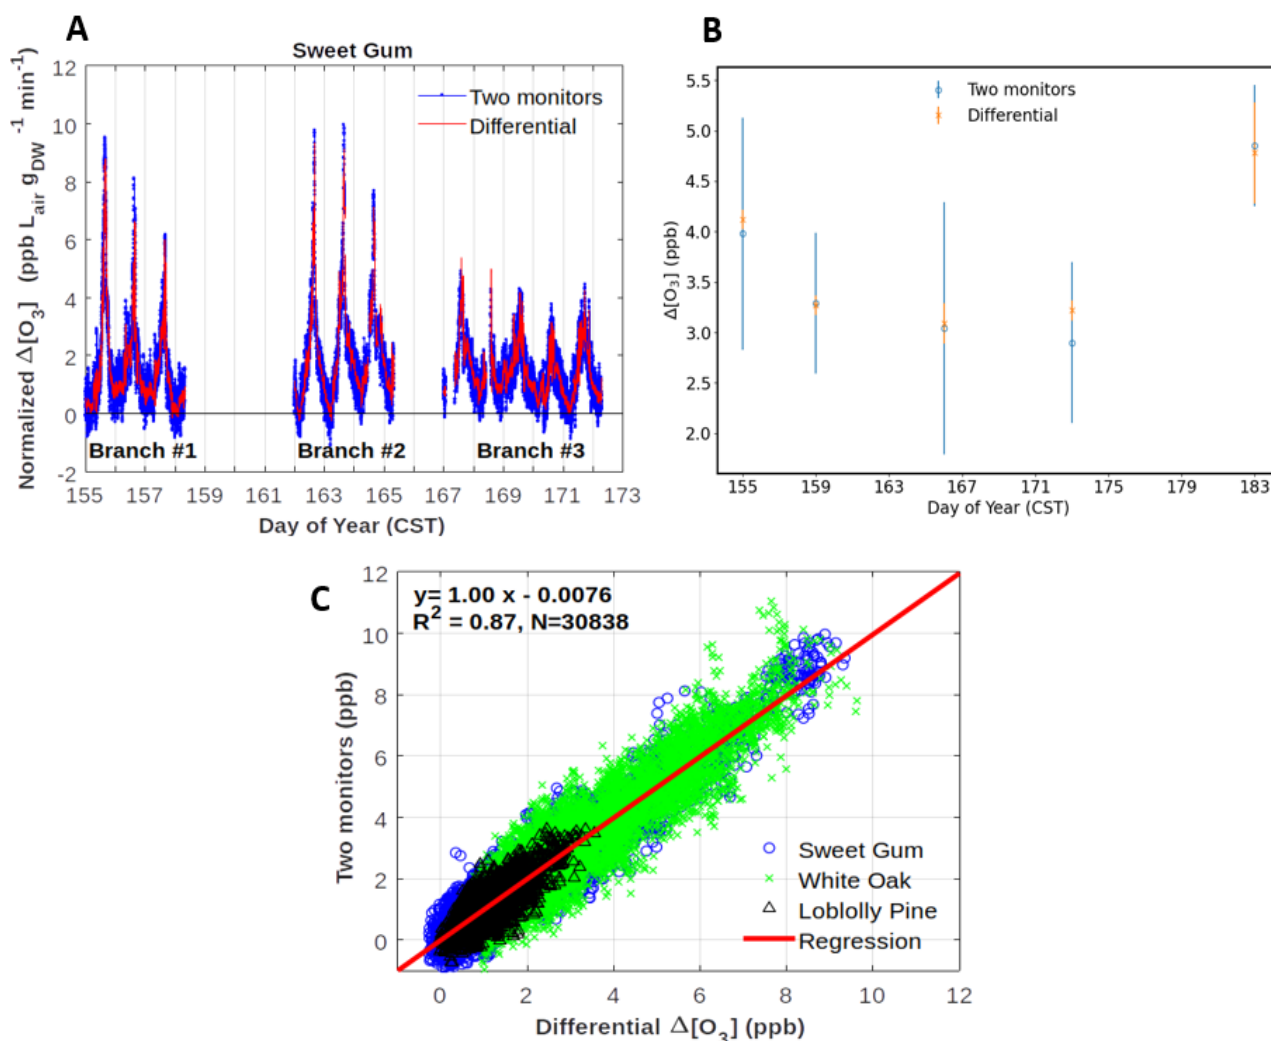 A
Sweet Gum
Normalized Δ[O₃] (ppb L_air g_DW⁻¹ min⁻¹)
12
10
8
6
4
2
0
-2
Two monitors
Differential
Branch #1
Branch #2
Branch #3
155
157
159
161
163
165
167
169
171
173
Day of Year (CST)
B
Δ[O₃] (ppb)
5.5
5.0
4.5
4.0
3.5
3.0
2.5
2.0
Two monitors
Differential
155
159
163
167
171
175
179
183
Day of Year (CST)
C
y= 1.00 x - 0.0076
R² = 0.87, N=30838
Two monitors (ppb)
12
10
8
6
4
2
0
Sweet Gum
White Oak
Loblolly Pine
Regression
0
2
4
6
8
10
12
Differential Δ[O₃] (ppb)